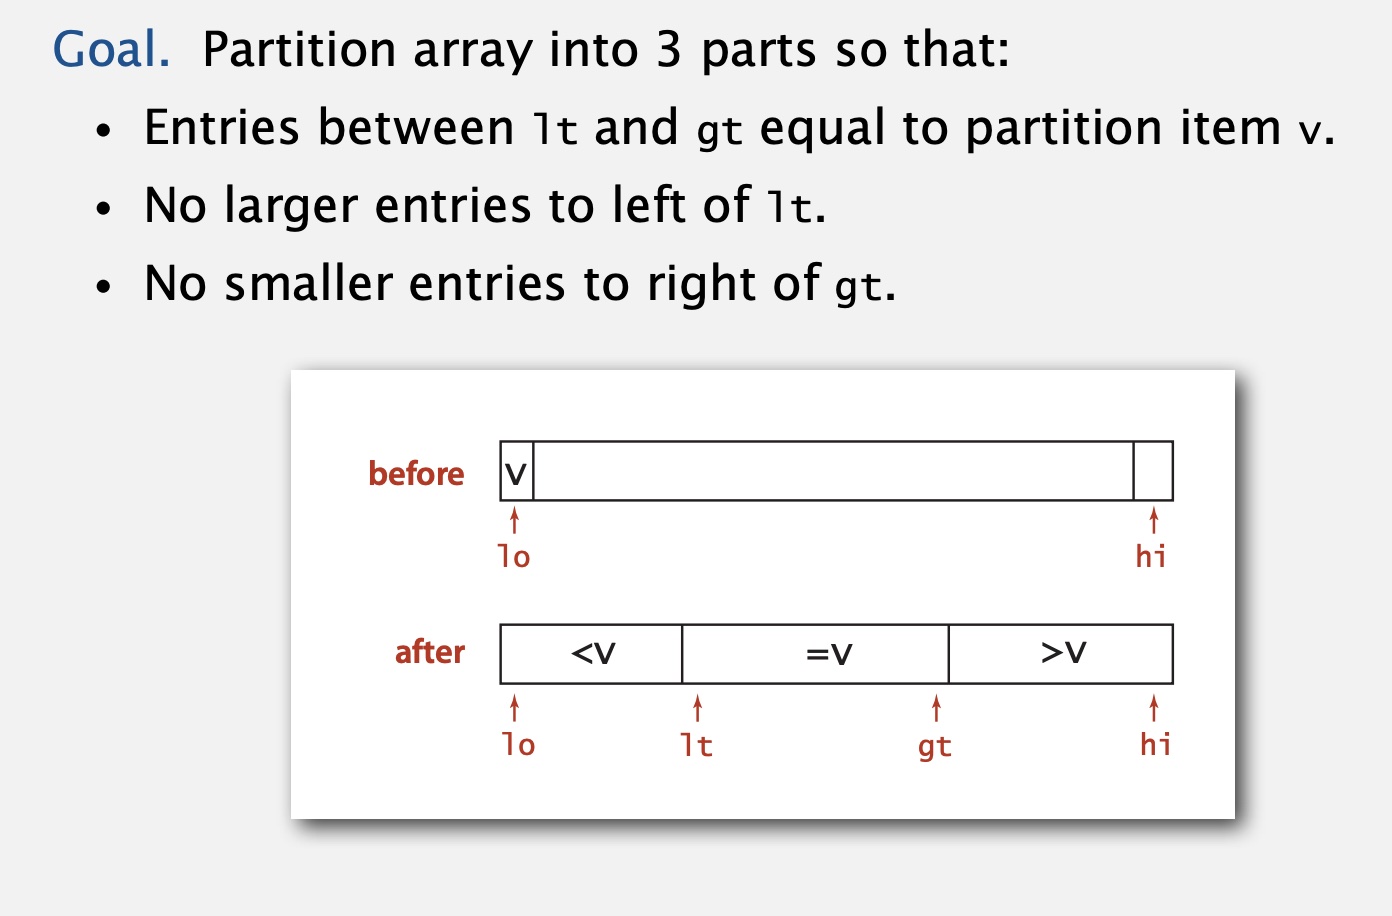 Goal. Partition array into 3 parts so that:
• Entries between lt and gt equal to partition item v.
• No larger entries to left of lt.
• No smaller entries to right of gt.
before v
lo hi
after <v =v >v
lo lt gt hi